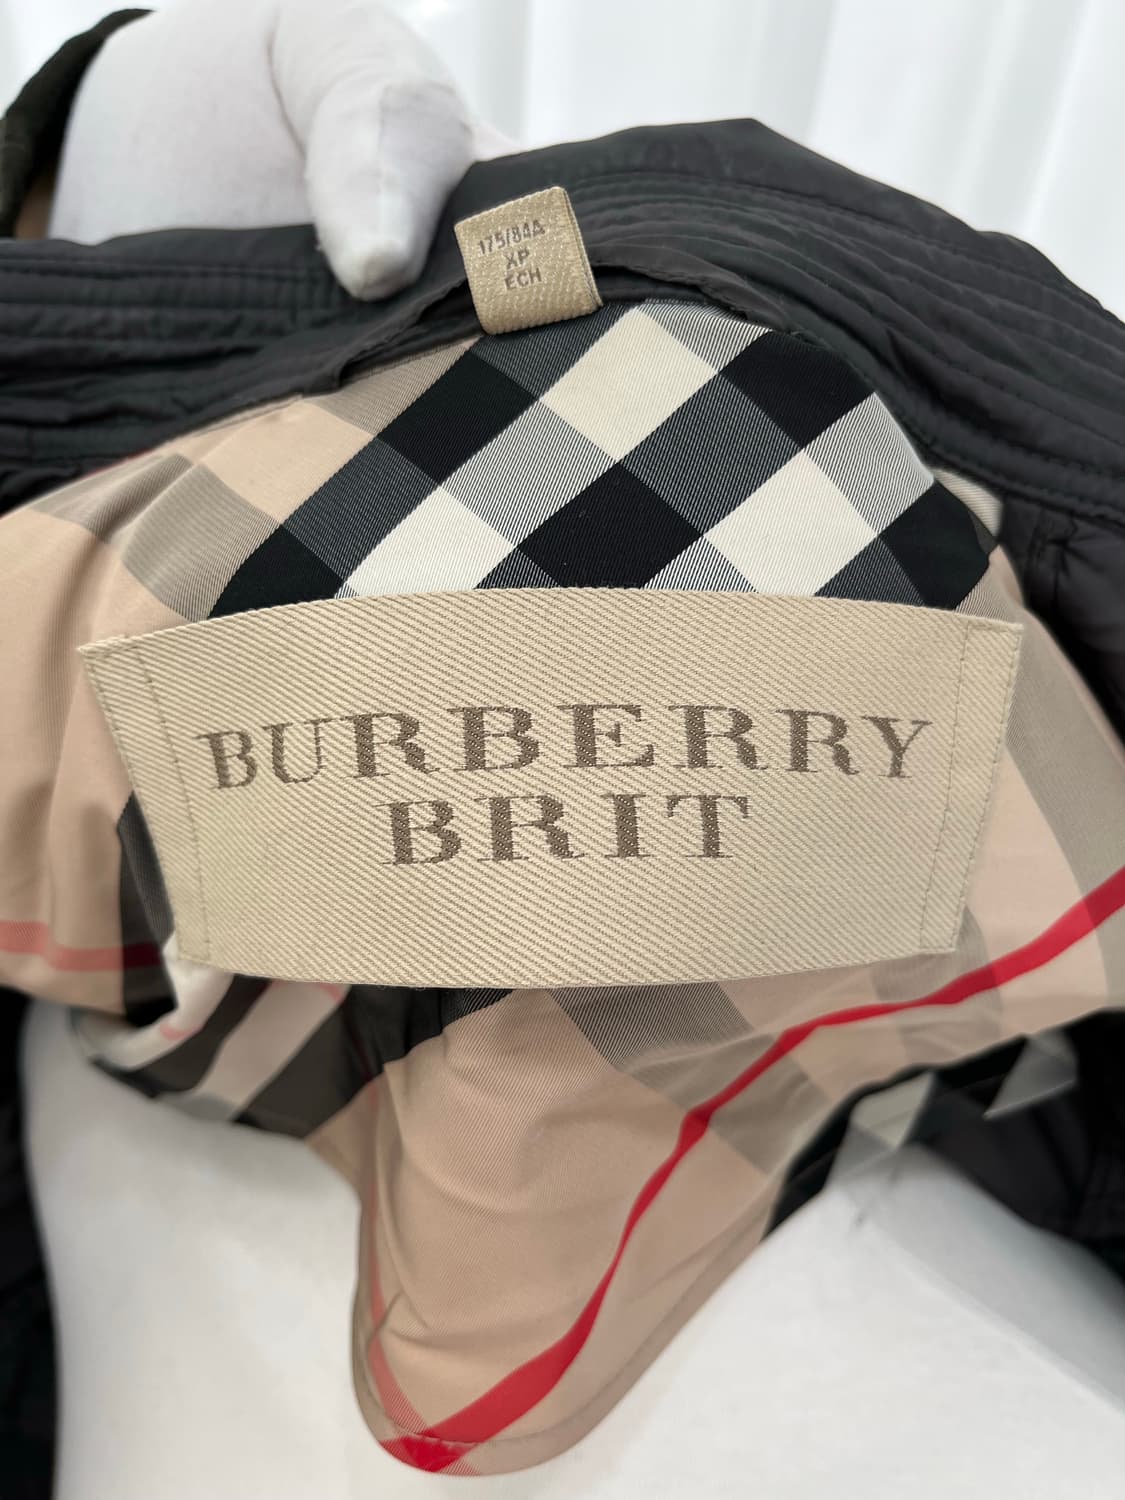 175/84A
XP
ECH
BURBERRY
BRIT